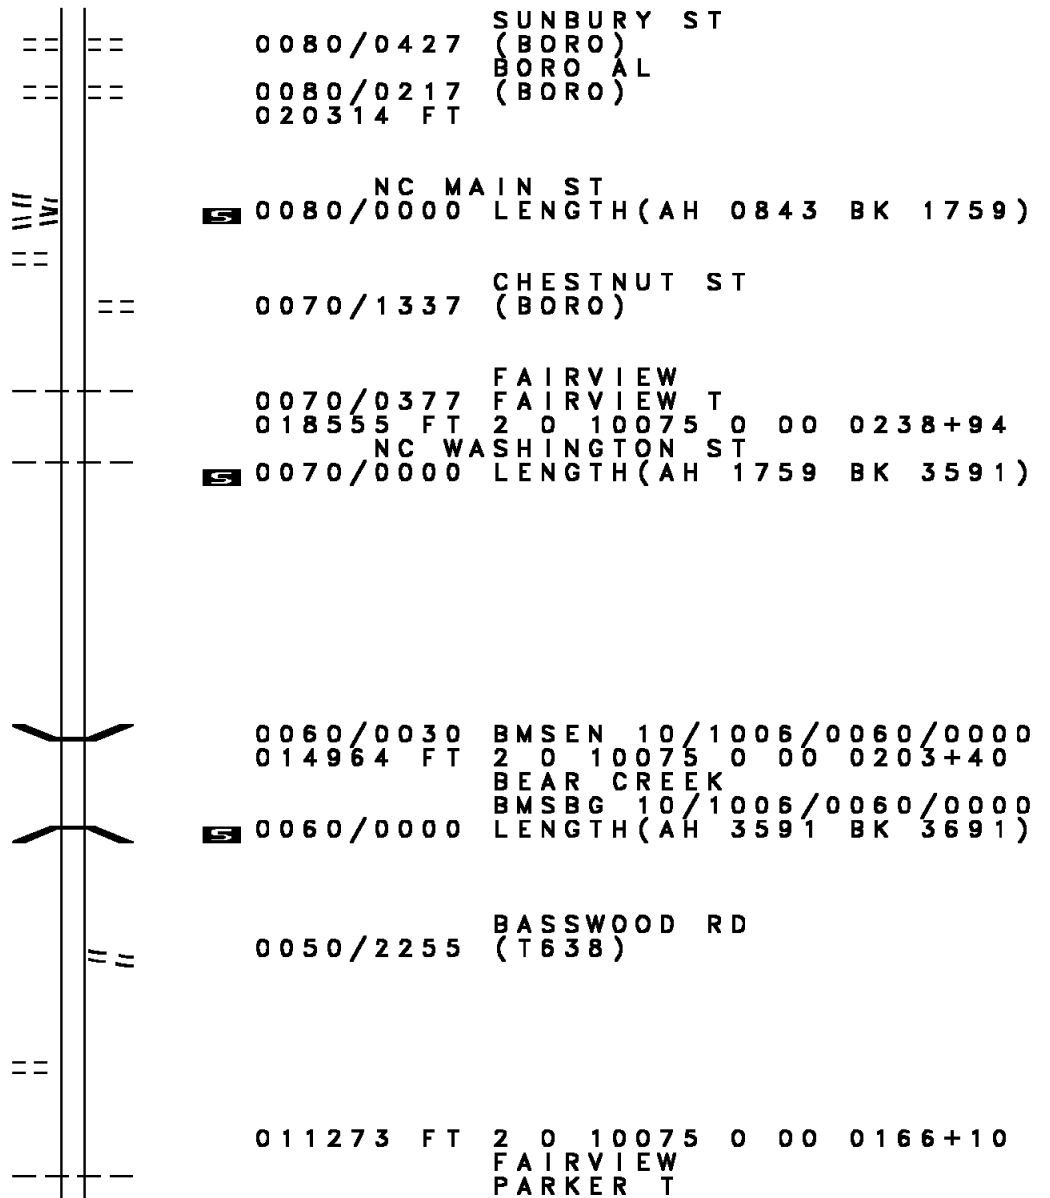 SUNBURY ST
0080/0427 (BORO)
BORO AL
0080/0217 (BORO)
020314 FT
NC MAIN ST
S 0080/0000 LENGTH(AH 0843 BK 1759)
CHESTNUT ST
0070/1337 (BORO)
FAIRVIEW
0070/0377 FAIRVIEW T
018555 FT 2 0 10075 0 00 0238+94
NC WASHINGTON ST
S 0070/0000 LENGTH(AH 1759 BK 3591)
0060/0030 BMSEN 10/1006/0060/0000
014964 FT 2 0 10075 0 00 0203+40
BEAR CREEK
BMSBG 10/1006/0060/0000
S 0060/0000 LENGTH(AH 3591 BK 3691)
BASSWOOD RD
0050/2255 (T638)
011273 FT 2 0 10075 0 00 0166+10
FAIRVIEW
PARKER T